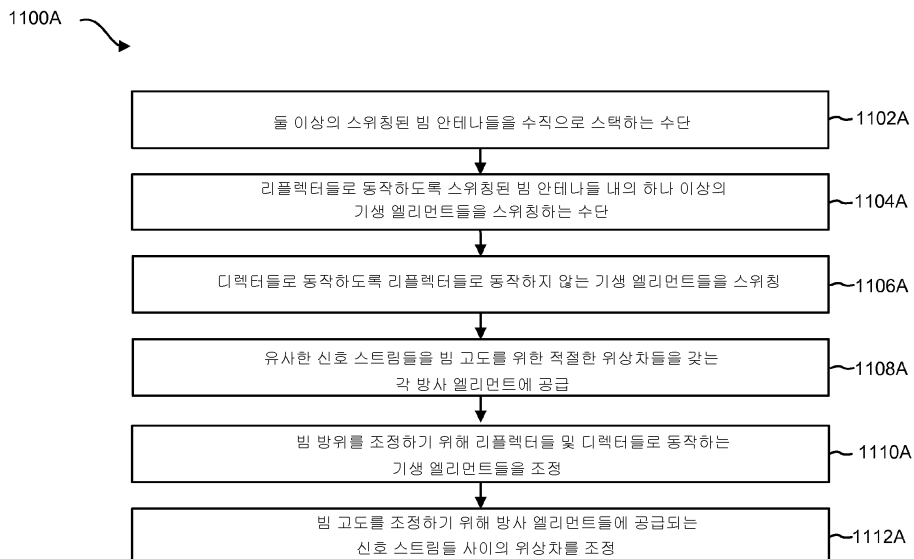 1100A
둘 이상의 스위칭된 빔 안테나들을 수직으로 스택하는 수단
1102A
리플렉터들로 동작하도록 스위칭된 빔 안테나들 내의 하나 이상의
기생 엘리먼트들을 스위칭하는 수단
1104A
디렉터들로 동작하도록 리플렉터들로 동작하지 않는 기생 엘리먼트들을 스위칭
1106A
유사한 신호 스트림들을 빔 고도를 위한 적절한 위상차들을 갖는
각 방사 엘리먼트에 공급
1108A
빔 방위를 조정하기 위해 리플렉터들 및 디렉터들로 동작하는
기생 엘리먼트들을 조정
1110A
빔 고도를 조정하기 위해 방사 엘리먼트들에 공급되는
신호 스트림들 사이의 위상차를 조정
1112A